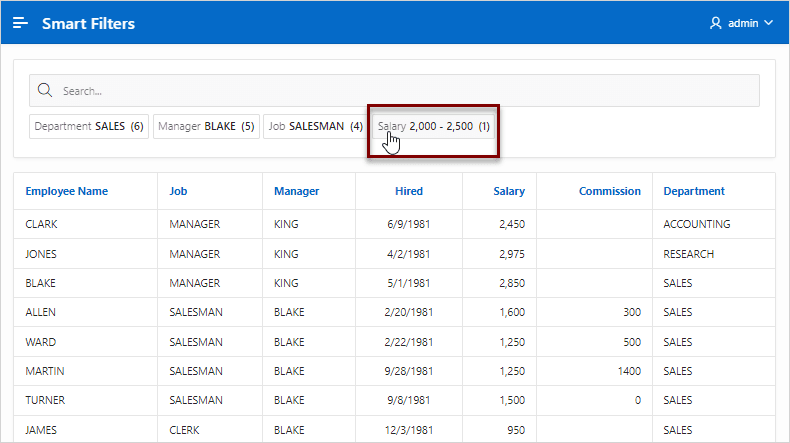 Smart Filters admin
Search...
Department SALES (6) Manager BLAKE (5) Job SALESMAN (4) Salary 2,000 - 2,500 (1)
Employee Name Job Manager Hired Salary Commission Department
CLARK MANAGER KING 6/9/1981 2,450 ACCOUNTING
JONES MANAGER KING 4/2/1981 2,975 RESEARCH
BLAKE MANAGER KING 5/1/1981 2,850 SALES
ALLEN SALESMAN BLAKE 2/20/1981 1,600 300 SALES
WARD SALESMAN BLAKE 2/22/1981 1,250 500 SALES
MARTIN SALESMAN BLAKE 9/28/1981 1,250 1400 SALES
TURNER SALESMAN BLAKE 9/8/1981 1,500 0 SALES
JAMES CLERK BLAKE 12/3/1981 950 SALES